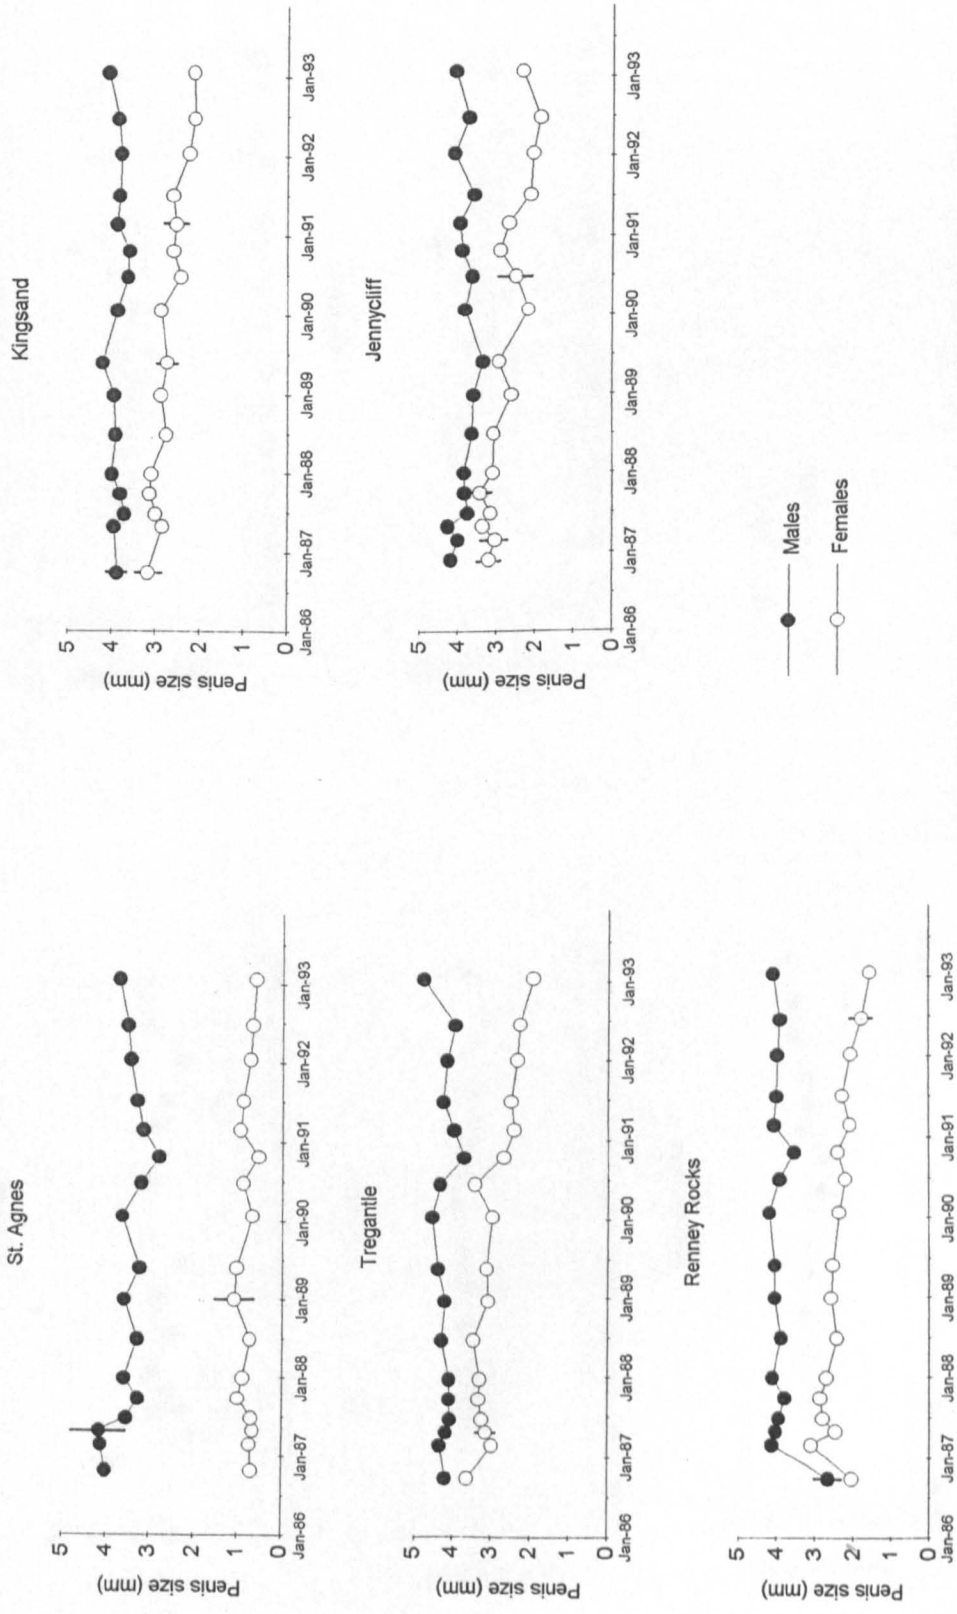 St. Agnes
Penis size (mm)
5
4
3
2
1
0
Jan-86
Jan-87
Jan-88
Jan-89
Jan-90
Jan-91
Jan-92
Jan-93
Kingsand
Penis size (mm)
5
4
3
2
1
0
Jan-86
Jan-87
Jan-88
Jan-89
Jan-90
Jan-91
Jan-92
Jan-93
Tregantle
Penis size (mm)
5
4
3
2
1
0
Jan-86
Jan-87
Jan-88
Jan-89
Jan-90
Jan-91
Jan-92
Jan-93
Jennycliff
Penis size (mm)
5
4
3
2
1
0
Jan-86
Jan-87
Jan-88
Jan-89
Jan-90
Jan-91
Jan-92
Jan-93
Renney Rocks
Penis size (mm)
5
4
3
2
1
0
Jan-86
Jan-87
Jan-88
Jan-89
Jan-90
Jan-91
Jan-92
Jan-93
Males
Females